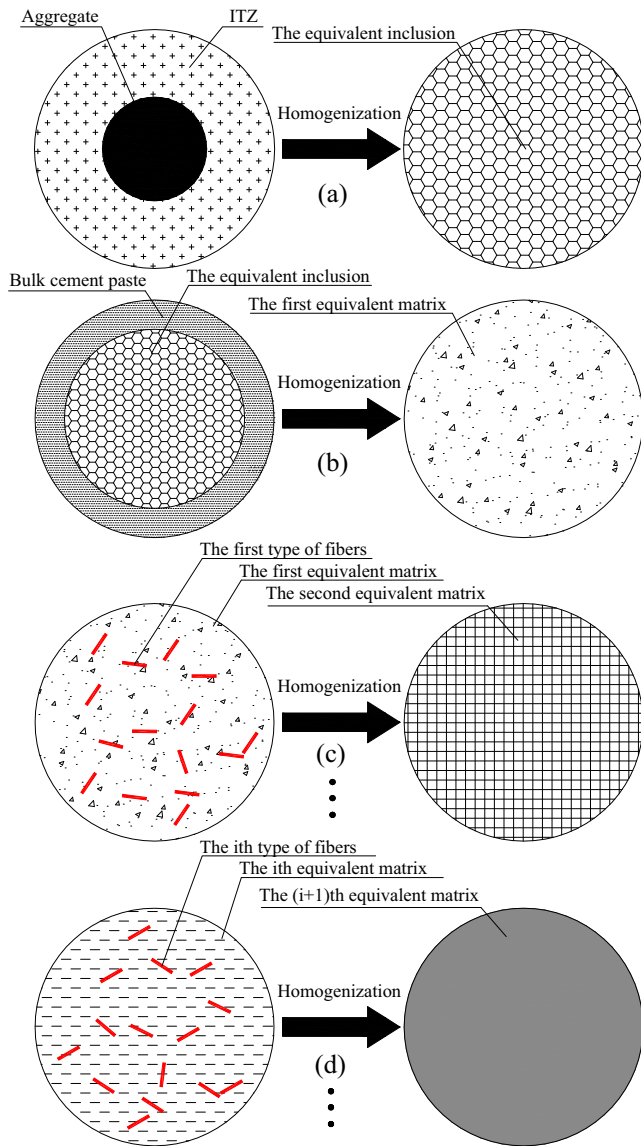 Aggregate
ITZ
The equivalent inclusion
Homogenization
(a)
Bulk cement paste
The equivalent inclusion
The first equivalent matrix
Homogenization
(b)
The first type of fibers
The first equivalent matrix
The second equivalent matrix
Homogenization
(c)
The ith type of fibers
The ith equivalent matrix
The (i+1)th equivalent matrix
Homogenization
(d)